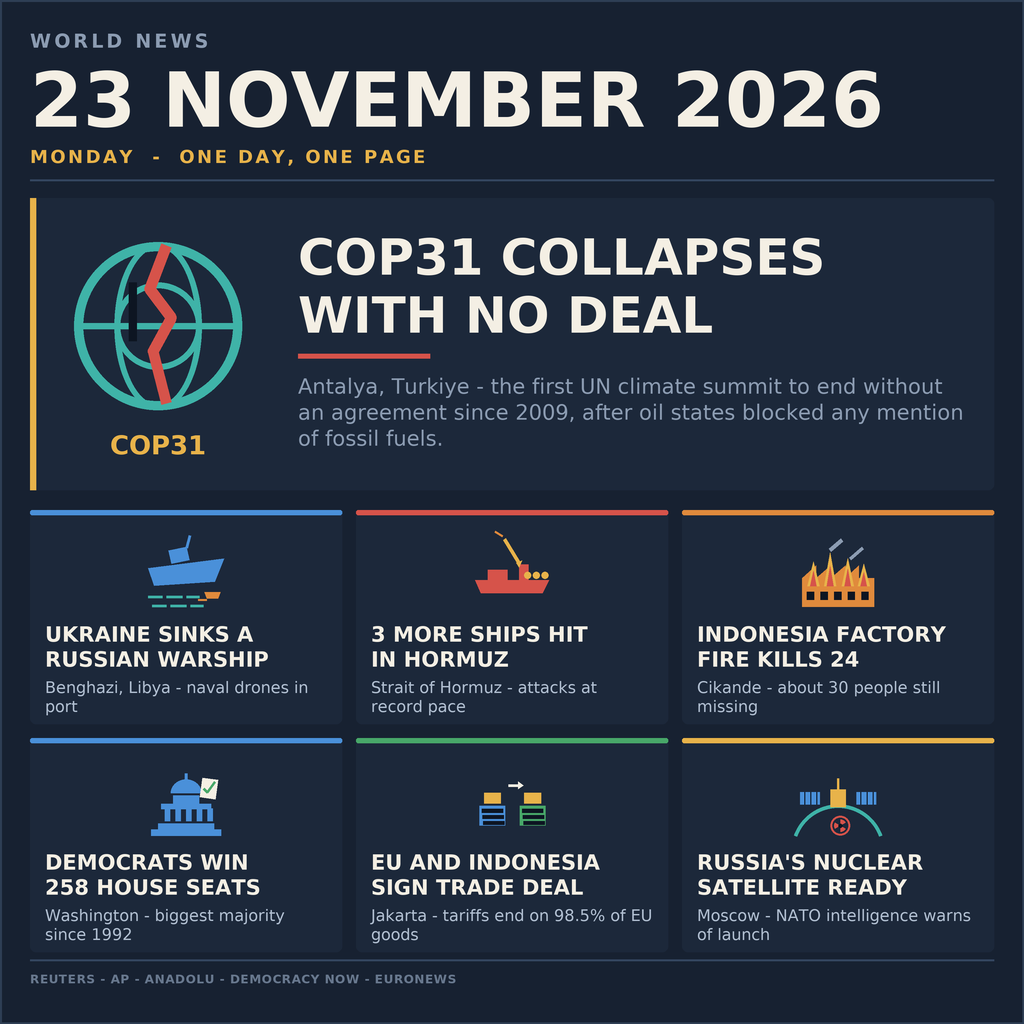 WORLD NEWS
23 NOVEMBER 2026
MONDAY - ONE DAY, ONE PAGE
COP31 COLLAPSES
WITH NO DEAL
Antalya, Turkiye - the first UN climate summit to end without
an agreement since 2009, after oil states blocked any mention
of fossil fuels.
COP31
UKRAINE SINKS A
RUSSIAN WARSHIP
Benghazi, Libya - naval drones in
port
3 MORE SHIPS HIT
IN HORMUZ
Strait of Hormuz - attacks at
record pace
INDONESIA FACTORY
FIRE KILLS 24
Cikande - about 30 people still
missing
DEMOCRATS WIN
258 HOUSE SEATS
Washington - biggest majority
since 1992
EU AND INDONESIA
SIGN TRADE DEAL
Jakarta - tariffs end on 98.5% of EU
goods
RUSSIA'S NUCLEAR
SATELLITE READY
Moscow - NATO intelligence warns
of launch
REUTERS - AP - ANADOLU - DEMOCRACY NOW - EURONEWS